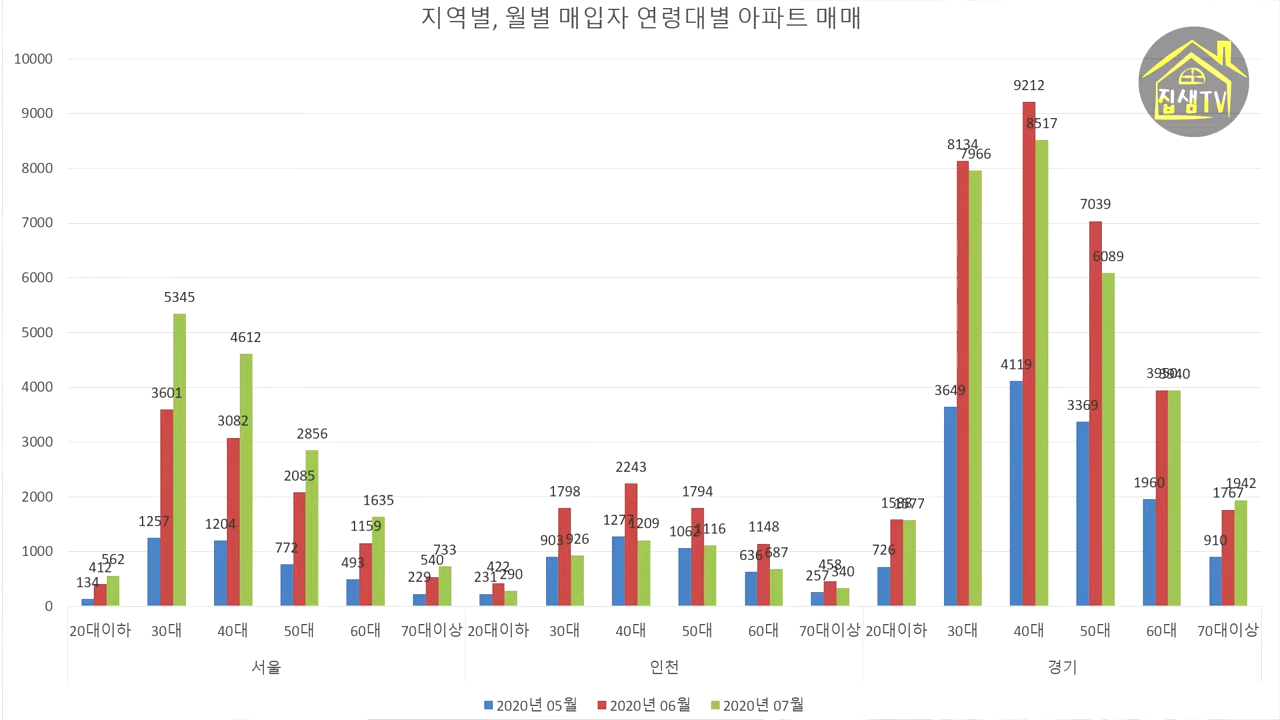 지역별, 월별 매입자 연령대별 아파트 매매
집샘TV
10000
9000
8000
7000
6000
5000
4000
3000
2000
1000
0
134 412 562
1257 3601 5345
1204 3082 4612
772 2085 2856
493 1159 1635
229 540 733
231 422 290
903 1798 926
1277 2243 1209
1062 1794 1116
636 1148 687
257 458 340
726 1577
3649 8134 7966
4119 9212 8517
3369 7039 6089
1960 3950 3940
910 1767 1942
20대이하 30대 40대 50대 60대 70대이상 20대이하 30대 40대 50대 60대 70대이상 20대이하 30대 40대 50대 60대 70대이상
서울 인천 경기
2020년 05월 2020년 06월 2020년 07월